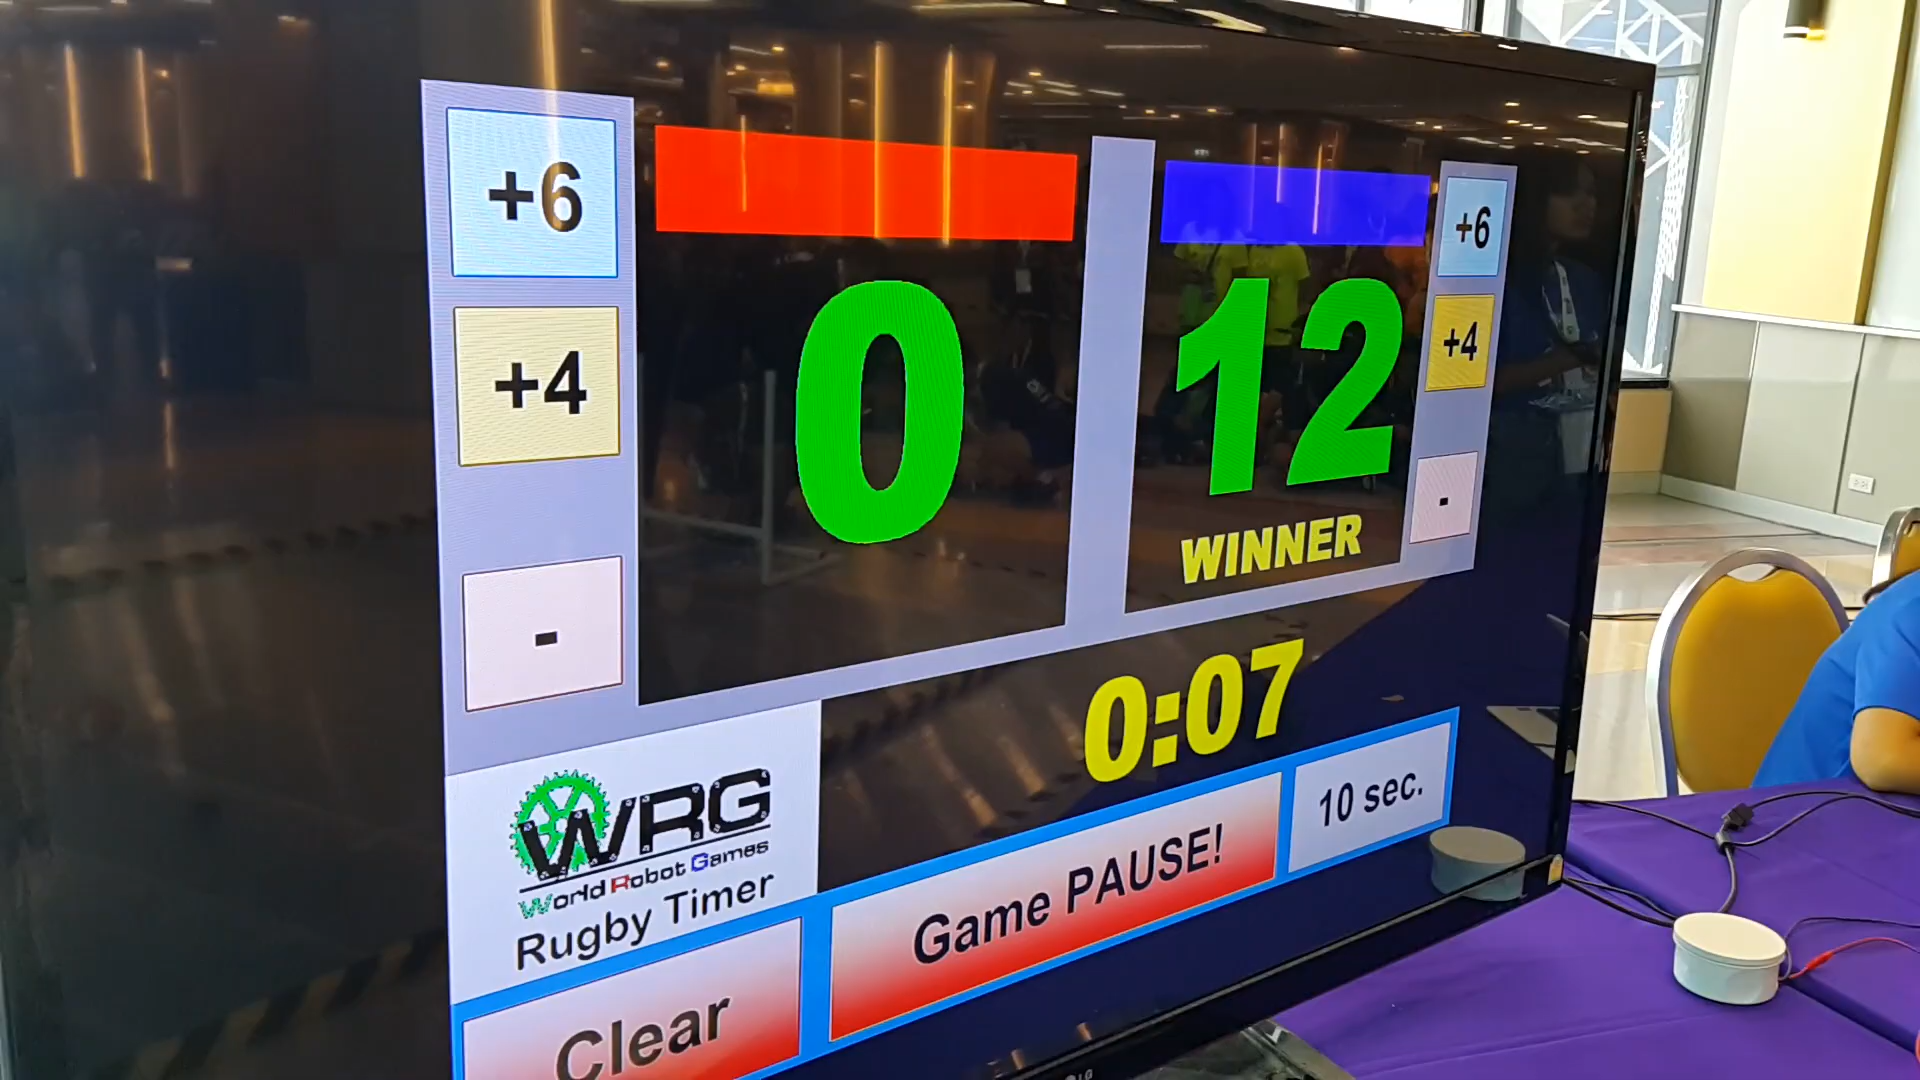 +6
+4
-
0
12
WINNER
+6
+4
-
0:07
WRG
World Robot Games
Rugby Timer
Game PAUSE!
10 sec.
Clear
LG